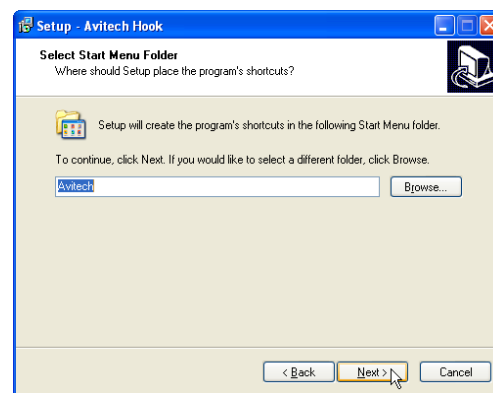 Setup - Avitech Hook
Select Start Menu Folder
Where should Setup place the program's shortcuts?
Setup will create the program's shortcuts in the following Start Menu folder.
To continue, click Next. If you would like to select a different folder, click Browse.
Avitech
Browse...
< Back
Next >
Cancel